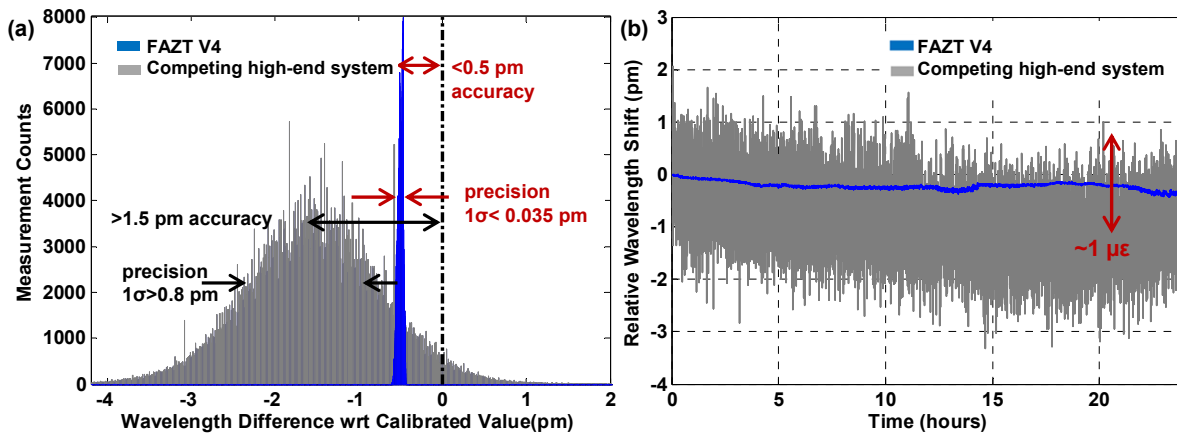 (a)
FAZT V4
Competing high-end system
<0.5 pm
accuracy
precision
1σ< 0.035 pm
>1.5 pm accuracy
precision
1σ>0.8 pm
Measurement Counts
8000
7000
6000
5000
4000
3000
2000
1000
0
-4
-3
-2
-1
0
1
2
Wavelength Difference wrt Calibrated Value(pm)
(b)
FAZT V4
Competing high-end system
~1 με
Relative Wavelength Shift (pm)
3
2
1
0
-1
-2
-3
-4
0
5
10
15
20
Time (hours)